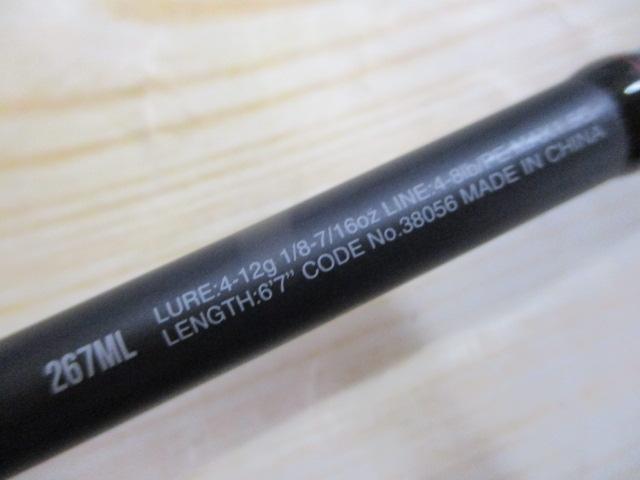 267ML
LURE:4-12g 1/8-7/16oz LINE:4-8lb/PE
LENGTH:6'7" CODE No.38056 MADE IN CHINA